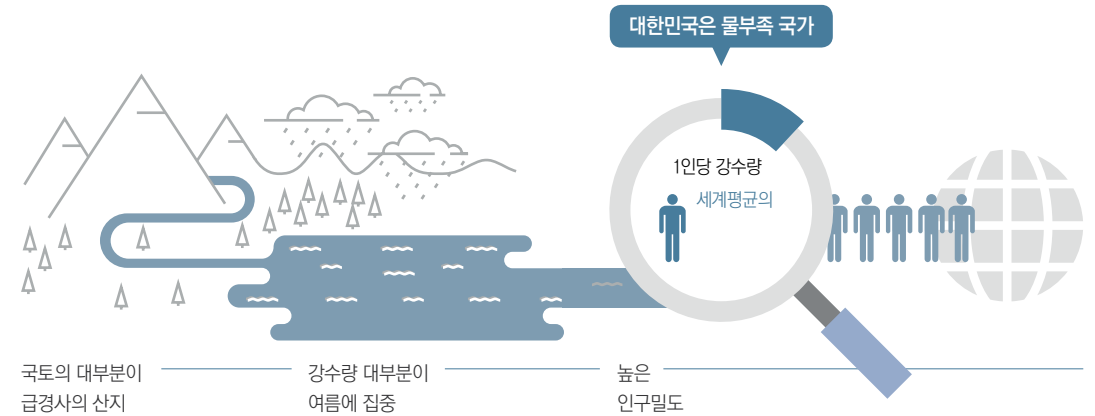 대한민국은 물부족 국가
1인당 강수량
세계평균의
국토의 대부분이
급경사의 산지
강수량 대부분이
여름에 집중
높은
인구밀도